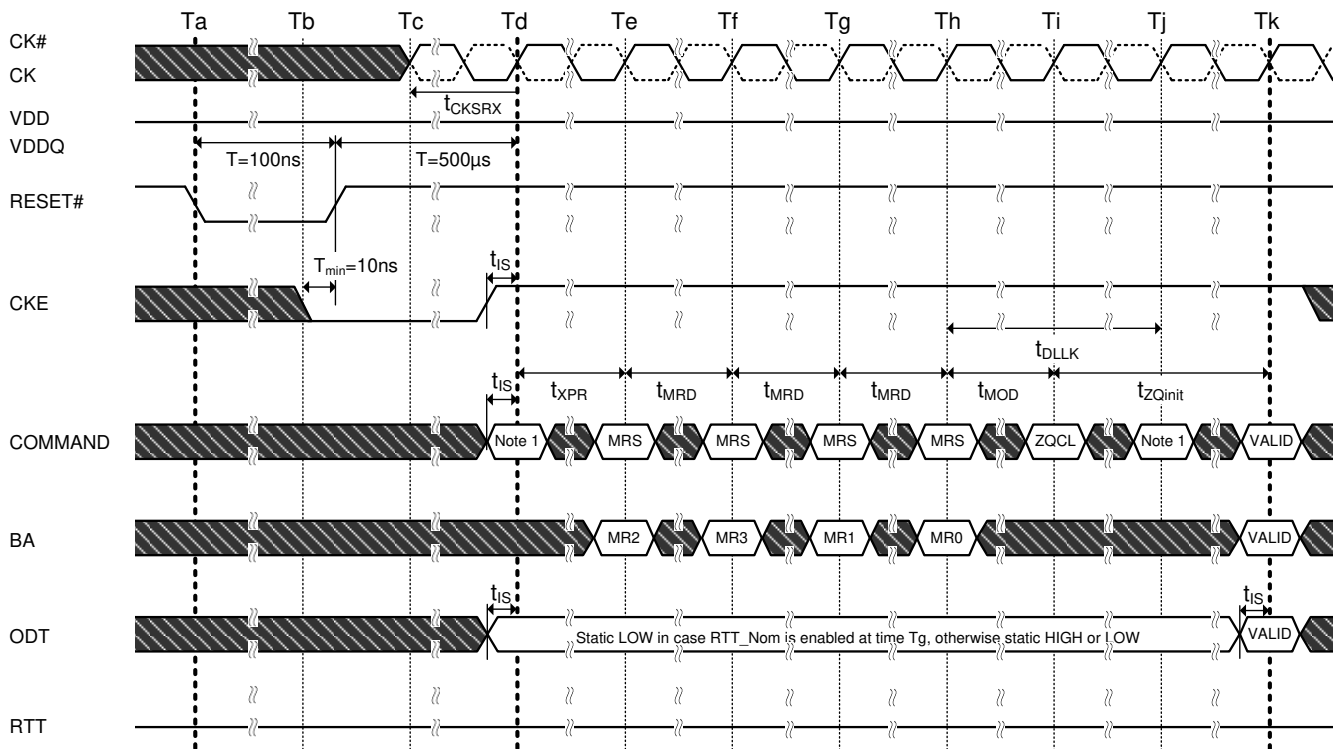 Ta Tb Tc Td Te Tf Tg Th Ti Tj Tk
CK#
CK
tCKSRX
VDD
VDDQ
T=100ns T=500µs
RESET#
Tmin=10ns tIS
CKE
tDLLK
tIS tXPR tMRD tMRD tMRD tMOD tZQinit
COMMAND Note 1 MRS MRS MRS MRS ZQCL Note 1 VALID
BA MR2 MR3 MR1 MR0 VALID
tIS tIS
ODT Static LOW in case RTT_Nom is enabled at time Tg, otherwise static HIGH or LOW VALID
RTT